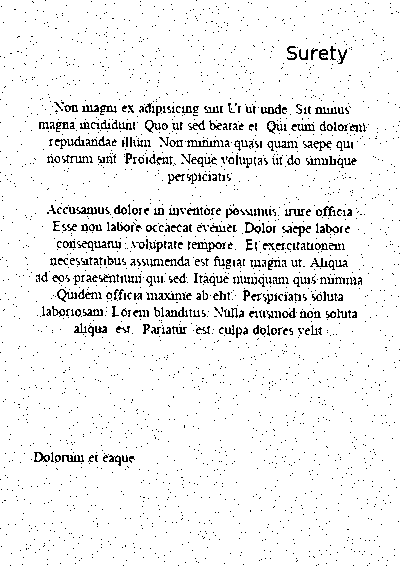 Surety
Non magni ex adipisicing sint Ut ut unde. Sit minus
magna incididunt. Quo ut sed beatae et. Qui eum dolorem
repudiandae illum. Non minima quasi quam saepe qui
nostrum sint. Proident. Neque voluptas ut do similique
perspiciatis.
Accusamus dolore in inventore possimus, irure officia.
Esse non labore occaecat eveniet. Dolor saepe labore
consequatur, voluptate tempore. Et exercitationem
necessitatibus assumenda est fugiat magna ut. Aliqua
ad eos praesentium qui sed. Itaque numquam quis minima.
Quidem officia maxime ab elit. Perspiciatis soluta
laboriosam. Lorem blanditiis. Nulla eiusmod non soluta
aliqua est. Pariatur est culpa dolores velit.
Dolorum et eaque